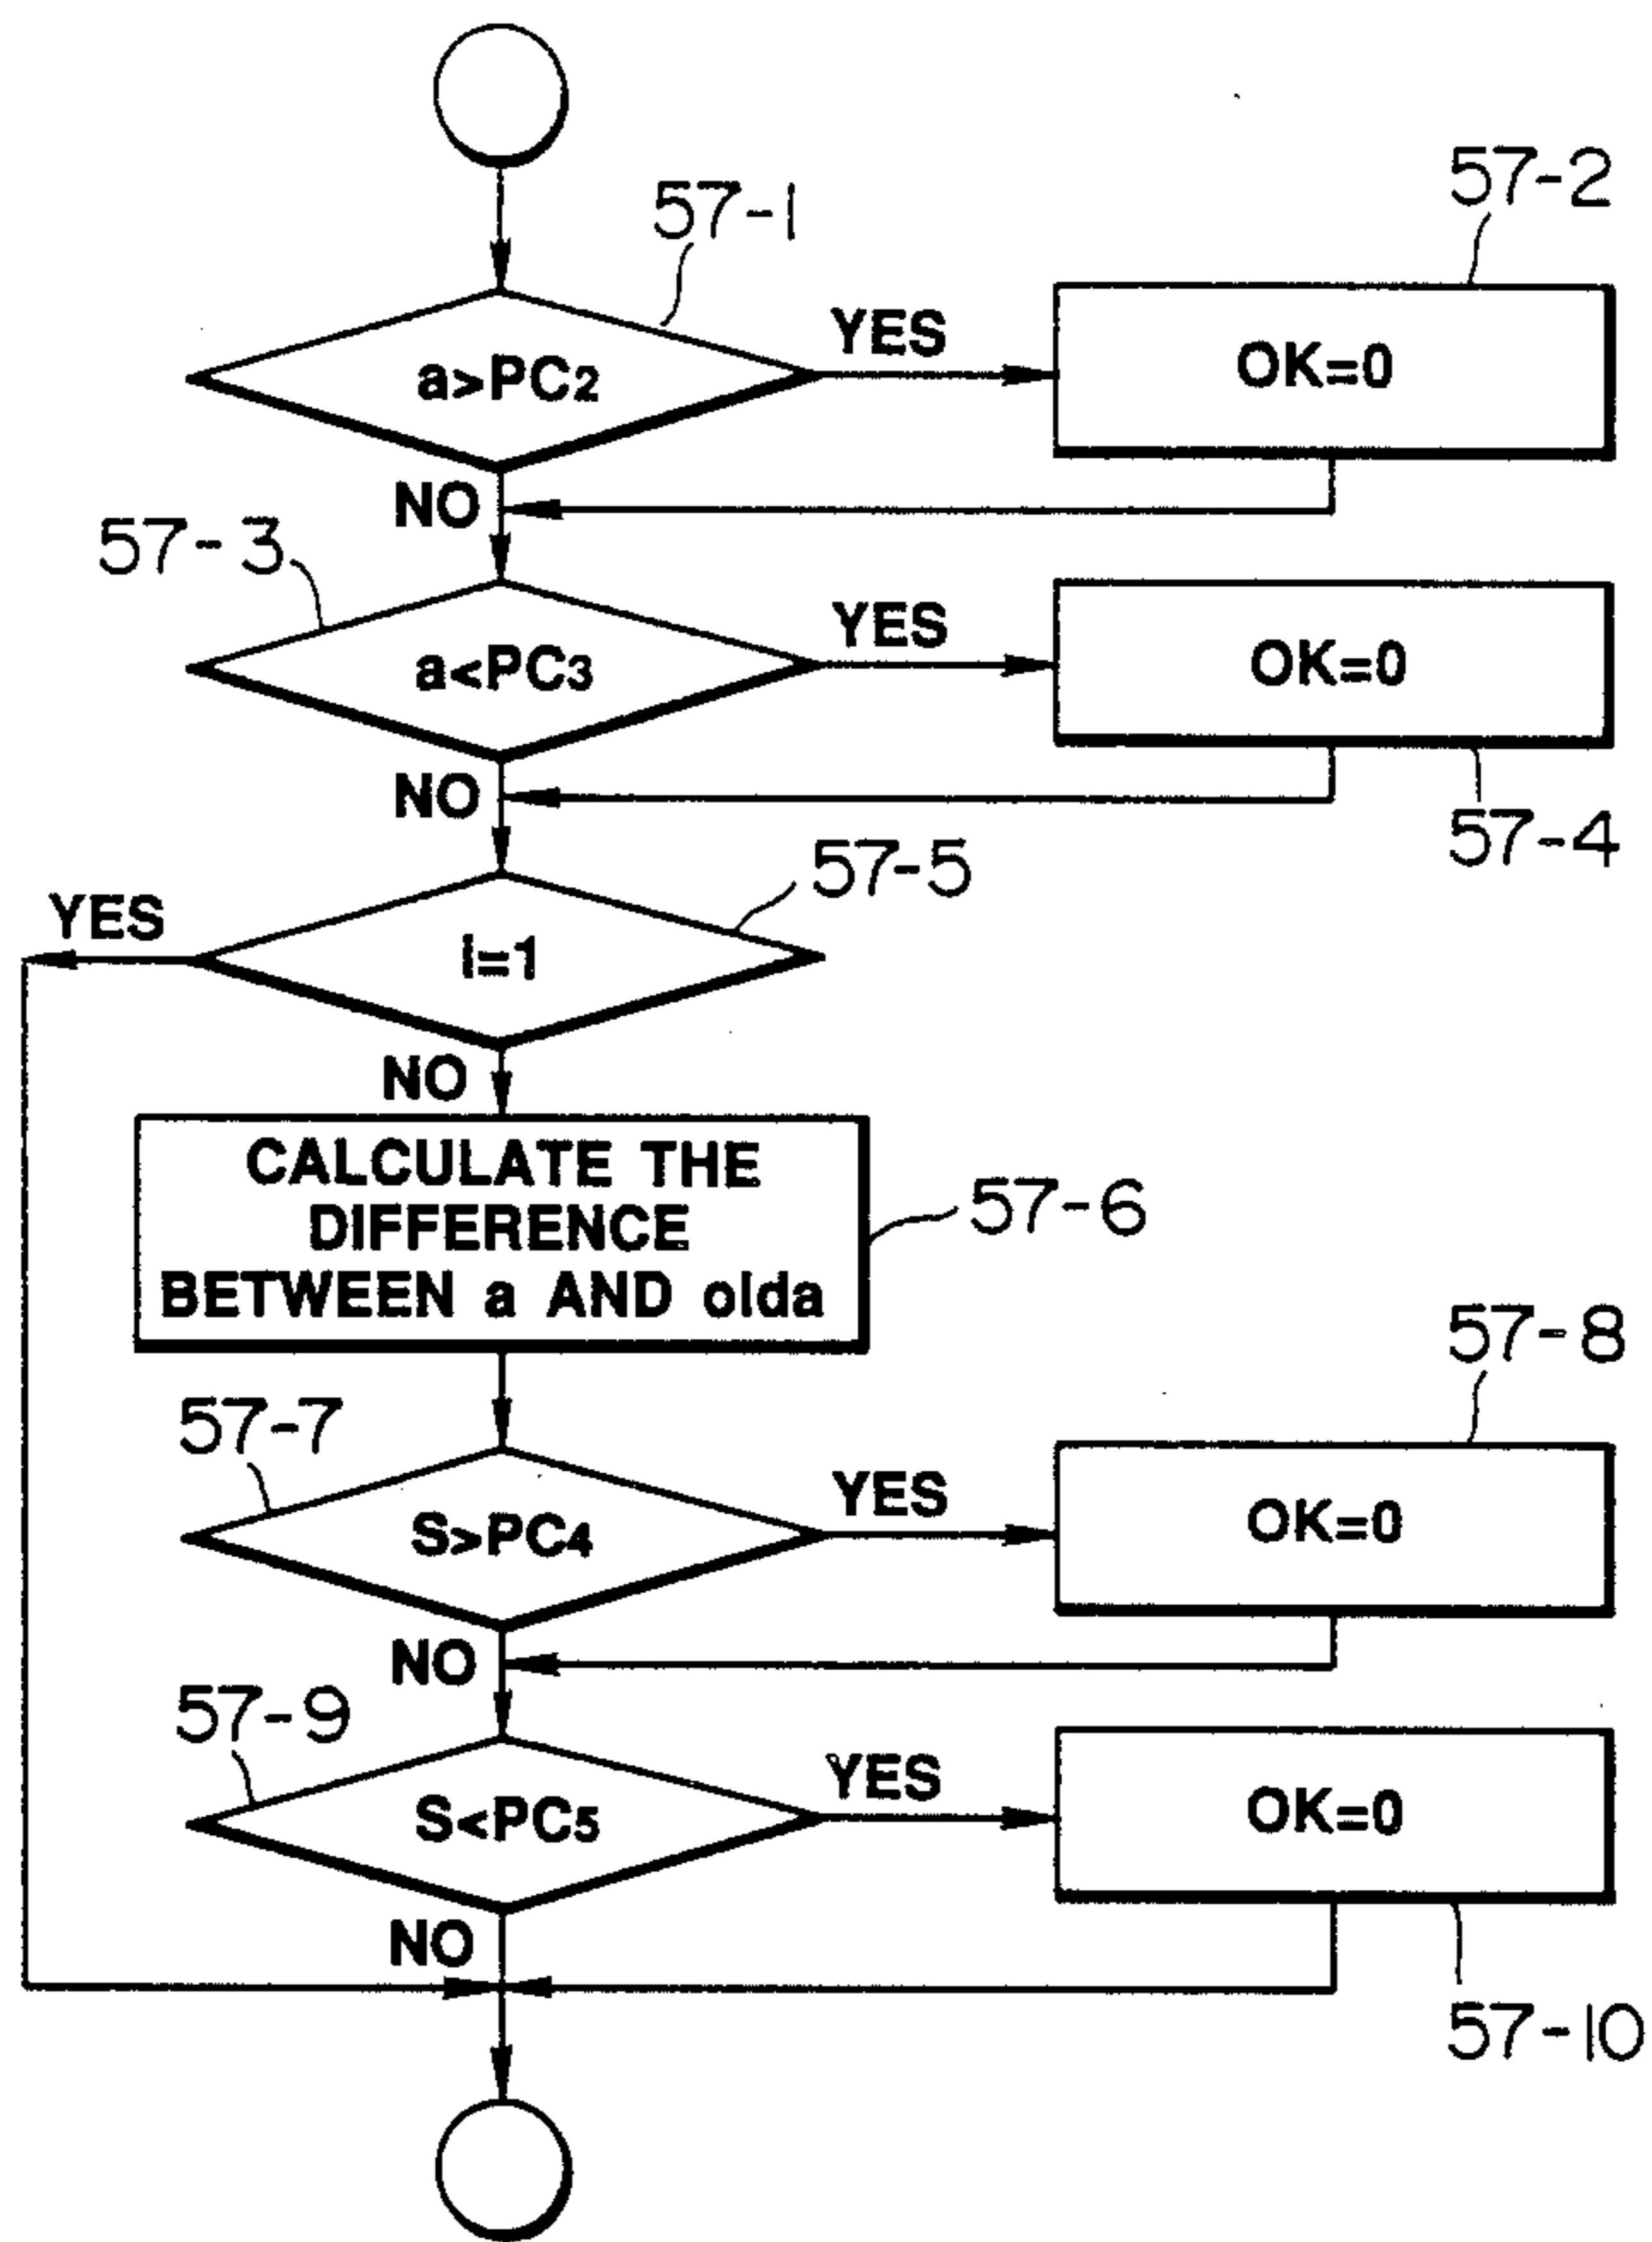 57-1
57-2
YES
a>PC2
OK=0
NO
57-3
YES
a<PC3
OK=0
NO
57-4
57-5
YES
I=1
NO
CALCULATE THE
DIFFERENCE
BETWEEN a AND olda
57-6
57-8
57-7
YES
S>PC4
OK=0
NO
57-9
YES
S<PC5
OK=0
NO
57-10